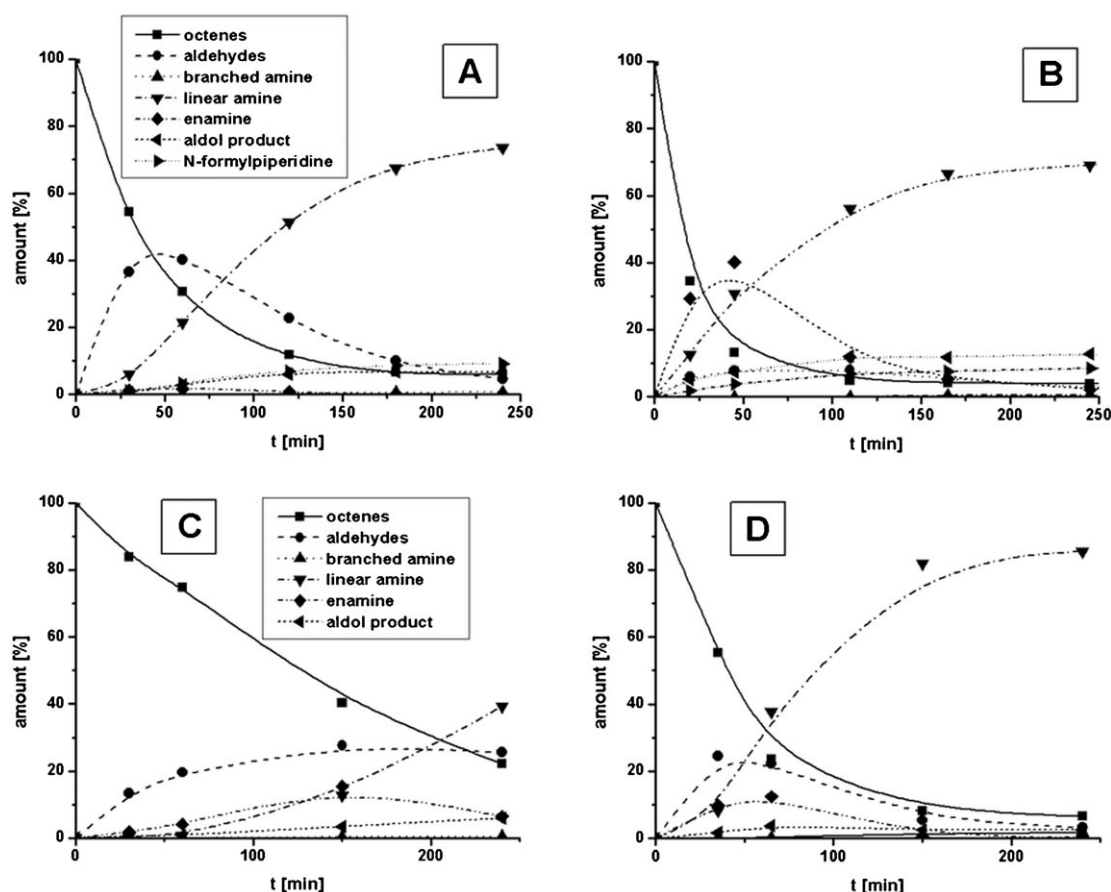 octenes
aldehydes
branched amine
linear amine
enamine
aldol product
N-formylpiperidine
A
100
80
60
40
20
0
amount [%]
0 50 100 150 200 250
t [min]
B
100
80
60
40
20
0
amount [%]
0 50 100 150 200 250
t [min]
C
octenes
aldehydes
branched amine
linear amine
enamine
aldol product
100
80
60
40
20
0
amount [%]
0 100 200
t [min]
D
100
80
60
40
20
0
amount [%]
0 100 200
t [min]